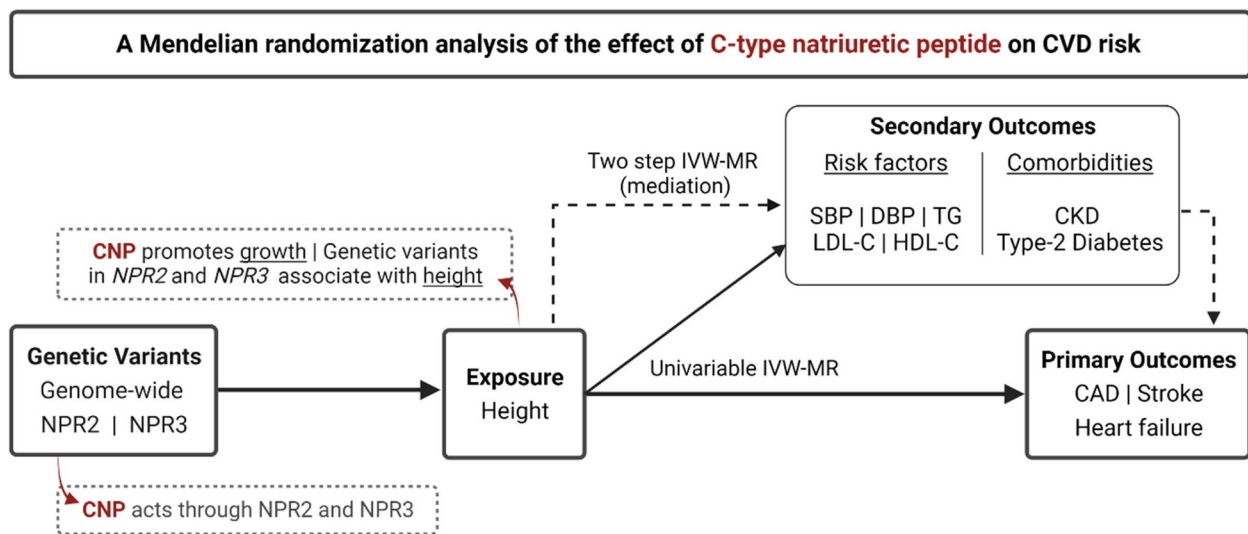 A Mendelian randomization analysis of the effect of C-type natriuretic peptide on CVD risk
Secondary Outcomes
Risk factors
SBP | DBP | TG
LDL-C | HDL-C
Comorbidities
CKD
Type-2 Diabetes
Two step IVW-MR
(mediation)
CNP promotes growth | Genetic variants
in NPR2 and NPR3 associate with height
Genetic Variants
Genome-wide
NPR2 | NPR3
Exposure
Height
Univariable IVW-MR
Primary Outcomes
CAD | Stroke
Heart failure
CNP acts through NPR2 and NPR3